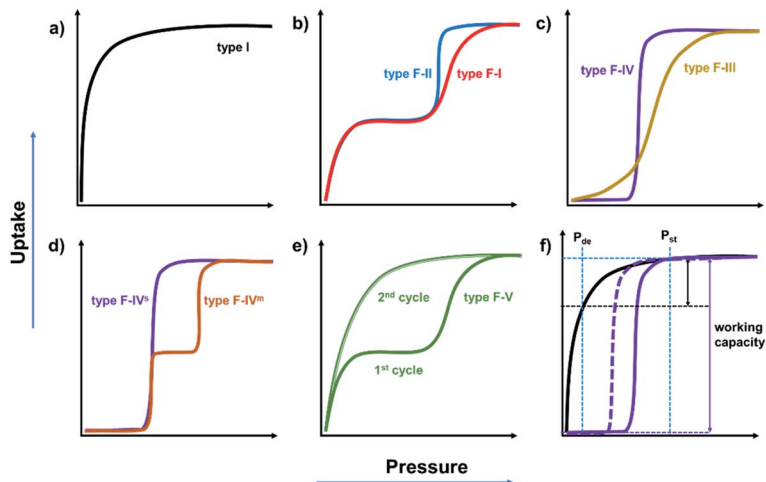 a)
type I
b)
type F-II
type F-I
c)
type F-IV
type F-III
Uptake
d)
type F-IVs
type F-IVm
e)
2nd cycle
type F-V
1st cycle
f)
Pde
Pst
working
capacity
Pressure